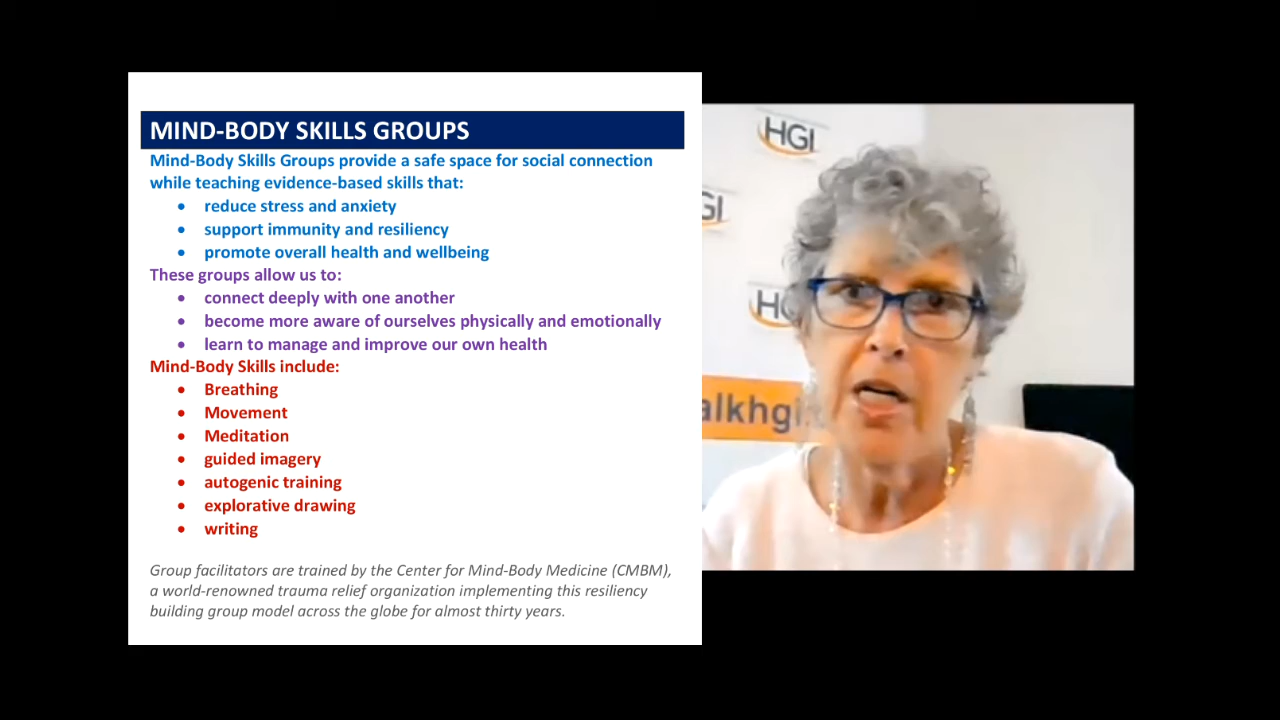 MIND-BODY SKILLS GROUPS
Mind-Body Skills Groups provide a safe space for social connection
while teaching evidence-based skills that:
• reduce stress and anxiety
• support immunity and resiliency
• promote overall health and wellbeing
These groups allow us to:
• connect deeply with one another
• become more aware of ourselves physically and emotionally
• learn to manage and improve our own health
Mind-Body Skills include:
• Breathing
• Movement
• Meditation
• guided imagery
• autogenic training
• explorative drawing
• writing
Group facilitators are trained by the Center for Mind-Body Medicine (CMBM),
a world-renowned trauma relief organization implementing this resiliency
building group model across the globe for almost thirty years.
HGI
GI
HG
alkhgi